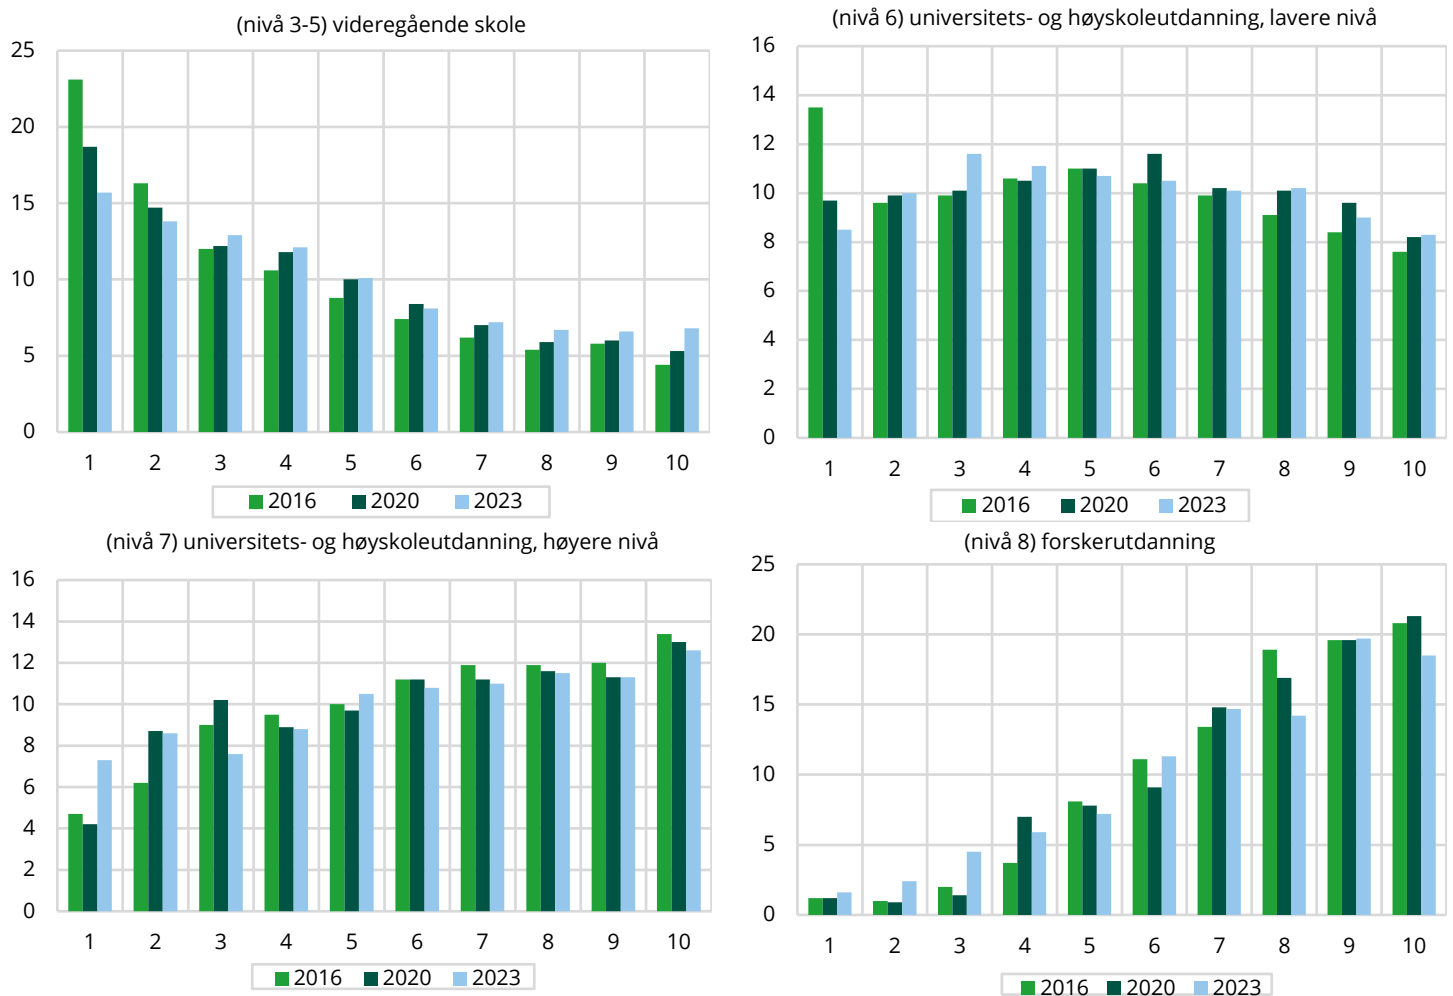 (nivå 3-5) videregående skole
25
20
15
10
5
0
1 2 3 4 5 6 7 8 9 10
2016 2020 2023
(nivå 6) universitets- og høyskoleutdanning, lavere nivå
16
14
12
10
8
6
4
2
0
1 2 3 4 5 6 7 8 9 10
2016 2020 2023
(nivå 7) universitets- og høyskoleutdanning, høyere nivå
16
14
12
10
8
6
4
2
0
1 2 3 4 5 6 7 8 9 10
2016 2020 2023
(nivå 8) forskerutdanning
25
20
15
10
5
0
1 2 3 4 5 6 7 8 9 10
2016 2020 2023